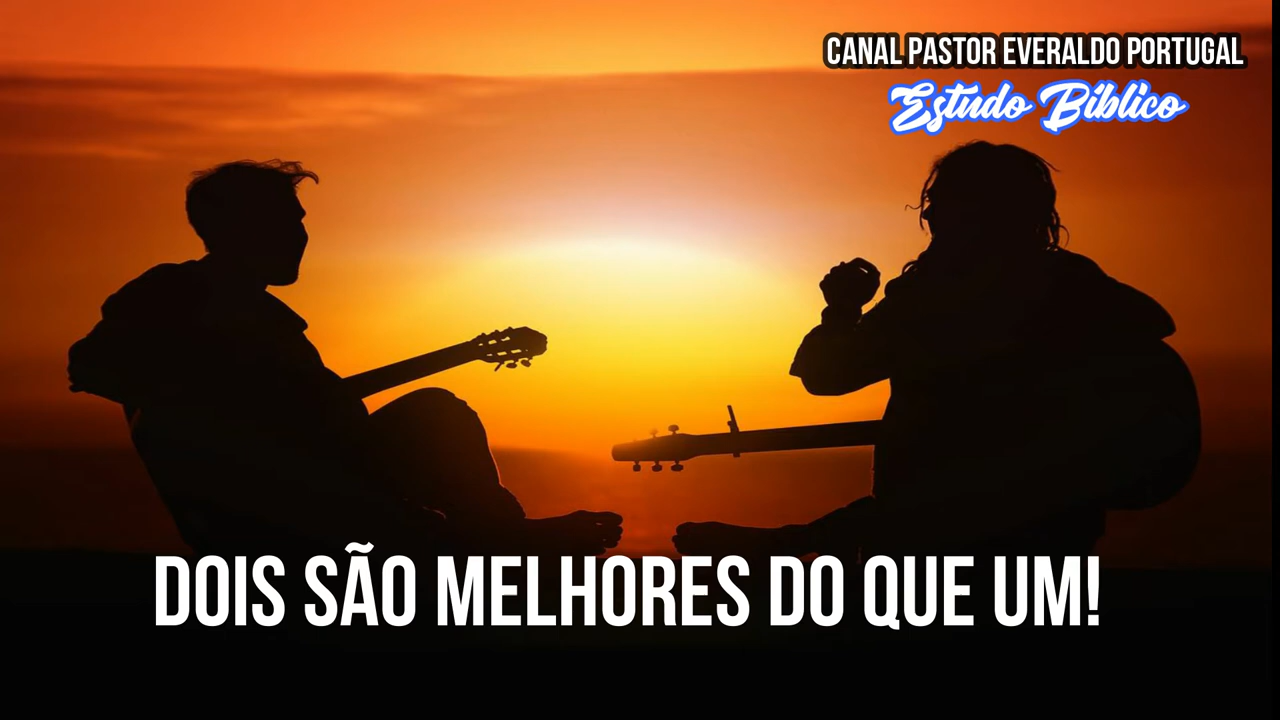 CANAL PASTOR EVERALDO PORTUGAL
Estudo Bíblico
DOIS SÃO MELHORES DO QUE UM!